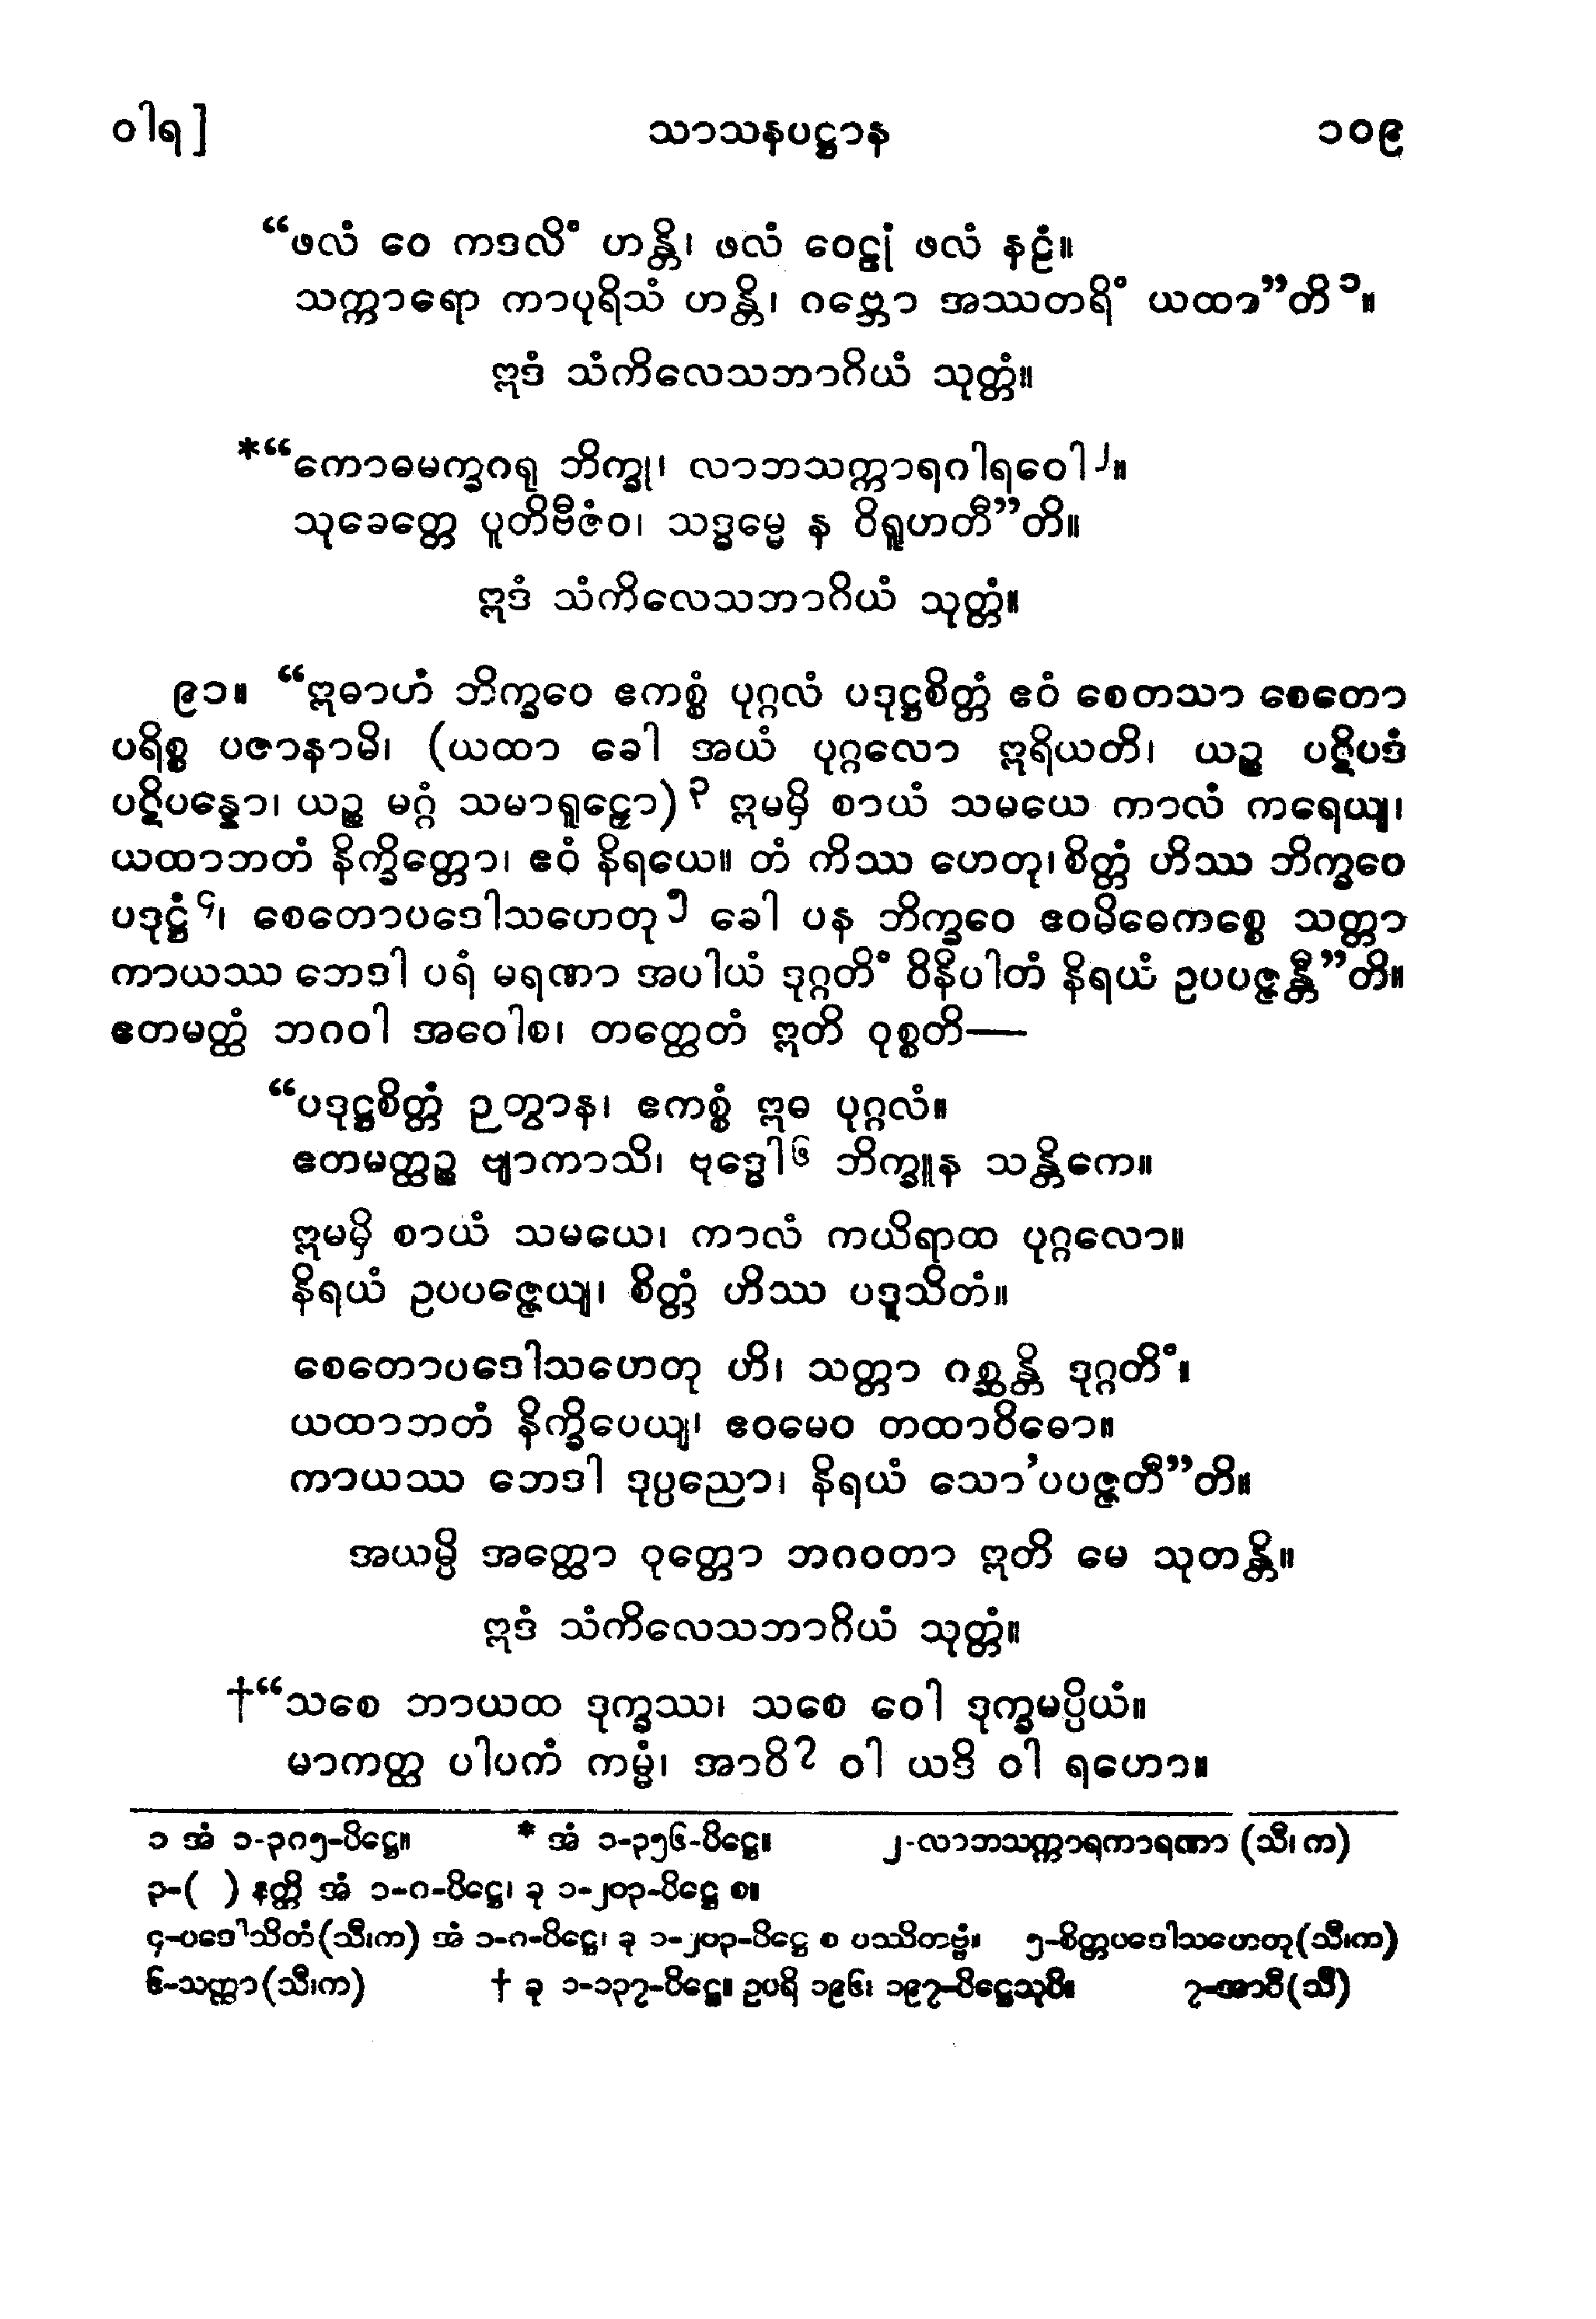 ဝါရ]
သာသနပဋ္ဌာန
၁၀၉
“ဖလံ ဝေ ကဒလိံ ဟန္တိ၊ ဖလံ ဝေဠုံ ဖလံ နဠံ။
သက္ကာရော ကာပုရိသံ ဟန္တိ၊ ဂဗ္ဘော အဿတရိံ ယထာ”တိ ၁။
ဣဒံ သံကိလေသဘာဂိယံ သုတ္တံ။
*“ကောဓမက္ခဂရု ဘိက္ခု၊ လာဘသက္ကာရဂါရဝေါ ၂။
သုခေတ္တေ ပူတိဗီဇံဝ၊ သဒ္ဓမ္မေ န ဝိရူဟတီ”တိ။
ဣဒံ သံကိလေသဘာဂိယံ သုတ္တံ။
၉၁။ “ဣဓာဟံ ဘိက္ခဝေ ဧကစ္စံ ပုဂ္ဂလံ ပဒုဋ္ဌစိတ္တံ ဧဝံ စေတသာ စေတော
ပရိစ္စ ပဇာနာမိ၊ (ယထာ ခေါ အယံ ပုဂ္ဂလော ဣရိယတိ၊ ယဉ္စ ပဋိပဒံ
ပဋိပန္နော၊ ယဉ္စ မဂ္ဂံ သမာရူဠှော) ၃ ဣမမှိ စာယံ သမယေ ကာလံ ကရေယျ၊
ယထာဘတံ နိက္ခိတ္တော၊ ဧဝံ နိရယေ။ တံ ကိဿ ဟေတု၊ စိတ္တံ ဟိဿ ဘိက္ခဝေ
ပဒုဋ္ဌံ ၄၊ စေတောပဒေါသဟေတု ၅ ခေါ ပန ဘိက္ခဝေ ဧဝမိဓေကစ္စေ သတ္တာ
ကာယဿ ဘေဒါ ပရံ မရဏာ အပါယံ ဒုဂ္ဂတိံ ဝိနိပါတံ နိရယံ ဥပပဇ္ဇန္တီ”တိ။
ဧတမတ္ထံ ဘဂဝါ အဝေါစ၊ တတ္ထေတံ ဣတိ ဝုစ္စတိ—
“ပဒုဋ္ဌစိတ္တံ ဉတွာန၊ ဧကစ္စံ ဣဓ ပုဂ္ဂလံ။
ဧတမတ္ထဉ္စ ဗျာကာသိ၊ ဗုဒ္ဓေါ ၆ ဘိက္ခူန သန္တိကေ။
ဣမမှိ စာယံ သမယေ၊ ကာလံ ကယိရာထ ပုဂ္ဂလော။
နိရယံ ဥပပဇ္ဇေယျ၊ စိတ္တံ ဟိဿ ပဒူသိတံ။
စေတောပဒေါသဟေတု ဟိ၊ သတ္တာ ဂစ္ဆန္တိ ဒုဂ္ဂတိံ။
ယထာဘတံ နိက္ခိပေယျ၊ ဧဝမေဝ တထာဝိဓော။
ကာယဿ ဘေဒါ ဒုပ္ပညော၊ နိရယံ သော’ပပဇ္ဇတီ”တိ။
အယမ္ပိ အတ္ထော ဝုတ္တော ဘဂဝတာ ဣတိ မေ သုတန္တိ။
ဣဒံ သံကိလေသဘာဂိယံ သုတ္တံ။
†“သစေ ဘာယထ ဒုက္ခဿ၊ သစေ ဝေါ ဒုက္ခမပ္ပိယံ။
မာကတ္ထ ပါပကံ ကမ္မံ၊ အာဝိ ၇ ဝါ ယဒိ ဝါ ရဟော။
၁ အံ ၁-၃၈၅-ပိဋ္ဌေ။ * အံ ၁-၃၅၆-ပိဋ္ဌေ။ ၂-လာဘသက္ကာရကာရဏာ (သီ၊ က)
၃-( ) နတ္ထိ အံ ၁-၈-ပိဋ္ဌေ၊ ခု ၁-၂၀၃-ပိဋ္ဌေ စ။
၄-ပဒေါသိတံ(သီ၊က) အံ ၁-၈-ပိဋ္ဌေ၊ ခု ၁-၂၀၃-ပိဋ္ဌေ စ ပဿိတဗ္ဗံ။ ၅-စိတ္တပဒေါသဟေတု(သီ၊က)
၆-သတ္ထာ(သီ၊က) † ခု ၁-၁၃၇-ပိဋ္ဌေ။ ဥပရိ ၁၉၆၊ ၁၉၇-ပိဋ္ဌေသုပိ။ ၇-အာဝီ(သီ)